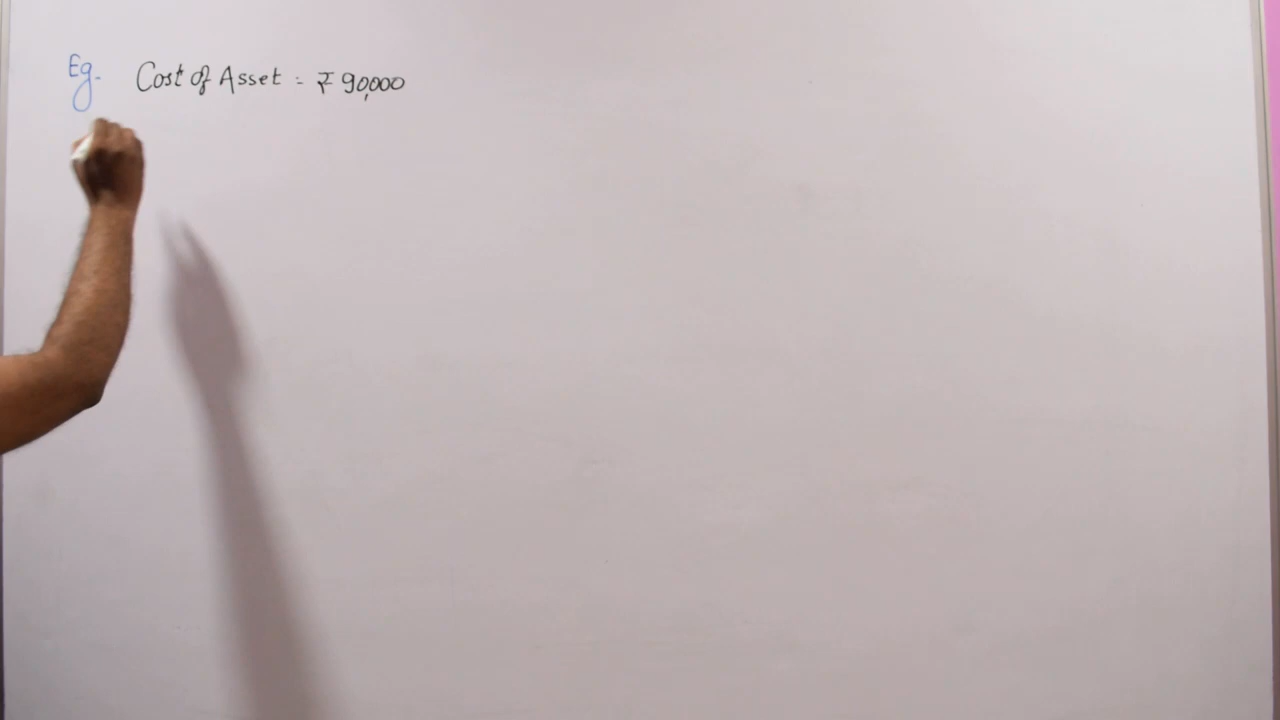 Eg. Cost of Asset = ₹ 90,000